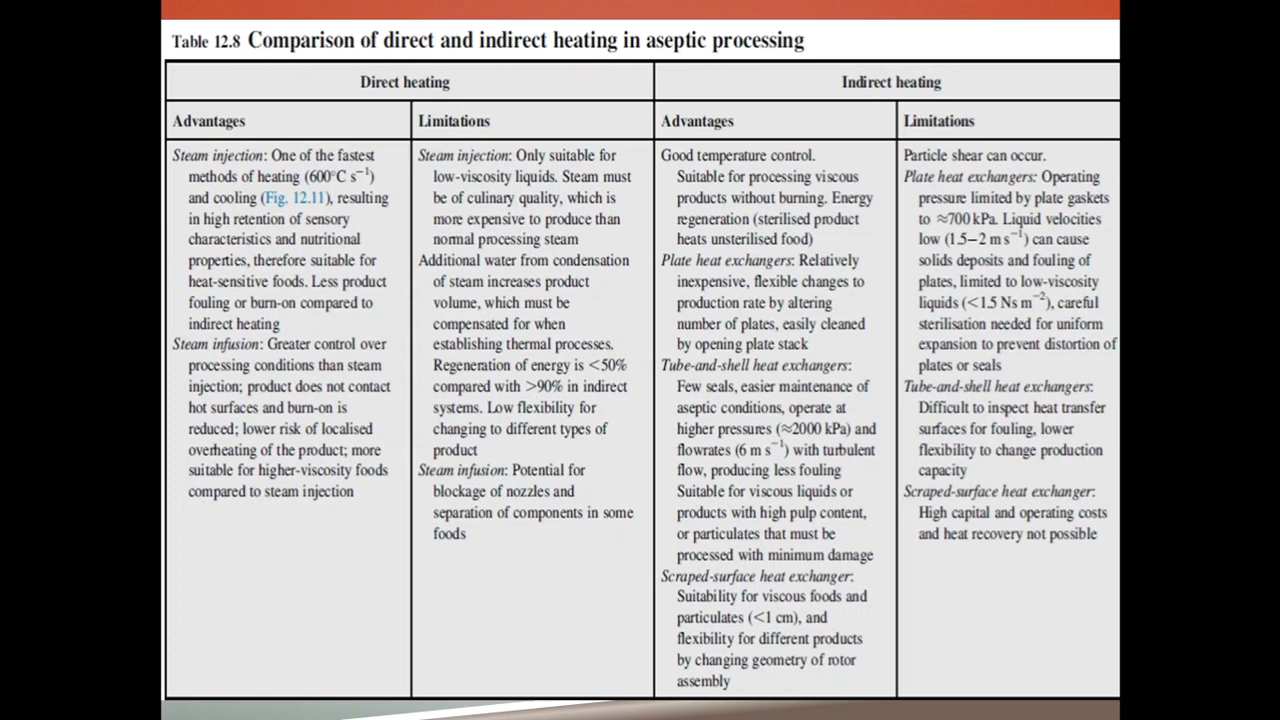 Table 12.8 Comparison of direct and indirect heating in aseptic processing
Direct heating
Indirect heating
Advantages
Limitations
Advantages
Limitations
Steam injection: One of the fastest
methods of heating (600°C s⁻¹)
and cooling (Fig. 12.11), resulting
in high retention of sensory
characteristics and nutritional
properties, therefore suitable for
heat-sensitive foods. Less product
fouling or burn-on compared to
indirect heating
Steam infusion: Greater control over
processing conditions than steam
injection; product does not contact
hot surfaces and burn-on is
reduced; lower risk of localised
overheating of the product; more
suitable for higher-viscosity foods
compared to steam injection
Steam injection: Only suitable for
low-viscosity liquids. Steam must
be of culinary quality, which is
more expensive to produce than
normal processing steam
Additional water from condensation
of steam increases product
volume, which must be
compensated for when
establishing thermal processes.
Regeneration of energy is <50%
compared with >90% in indirect
systems. Low flexibility for
changing to different types of
product
Steam infusion: Potential for
blockage of nozzles and
separation of components in some
foods
Good temperature control.
Suitable for processing viscous
products without burning. Energy
regeneration (sterilised product
heats unsterilised food)
Plate heat exchangers: Relatively
inexpensive, flexible changes to
production rate by altering
number of plates, easily cleaned
by opening plate stack
Tube-and-shell heat exchangers:
Few seals, easier maintenance of
aseptic conditions, operate at
higher pressures (≈2000 kPa) and
flowrates (6 m s⁻¹) with turbulent
flow, producing less fouling
Suitable for viscous liquids or
products with high pulp content,
or particulates that must be
processed with minimum damage
Scraped-surface heat exchanger:
Suitability for viscous foods and
particulates (<1 cm), and
flexibility for different products
by changing geometry of rotor
assembly
Particle shear can occur.
Plate heat exchangers: Operating
pressure limited by plate gaskets
to ≈700 kPa. Liquid velocities
low (1.5–2 m s⁻¹) can cause
solids deposits and fouling of
plates, limited to low-viscosity
liquids (<1.5 Ns m⁻²), careful
sterilisation needed for uniform
expansion to prevent distortion of
plates or seals
Tube-and-shell heat exchangers:
Difficult to inspect heat transfer
surfaces for fouling, lower
flexibility to change production
capacity
Scraped-surface heat exchanger:
High capital and operating costs
and heat recovery not possible